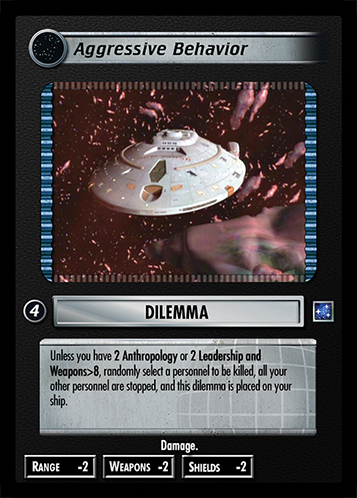 Aggressive Behavior
4
DILEMMA
Unless you have 2 Anthropology or 2 Leadership and
Weapons>8, randomly select a personnel to be killed, all your
other personnel are stopped, and this dilemma is placed on your
ship.
Damage.
RANGE -2 WEAPONS -2 SHIELDS -2